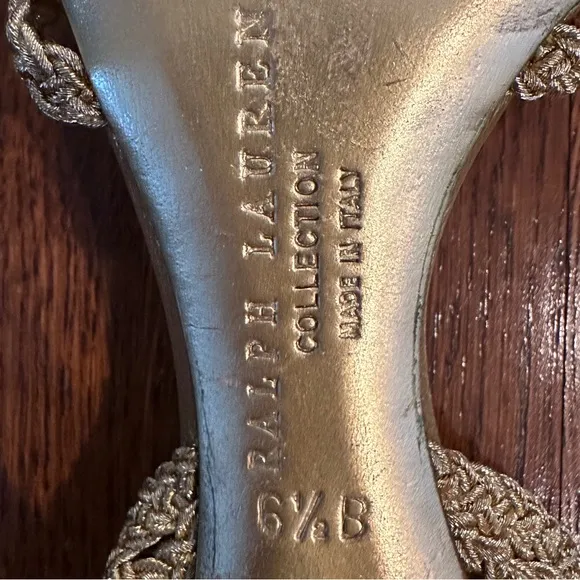 RALPH LAUREN
COLLECTION
MADE IN ITALY
6½B